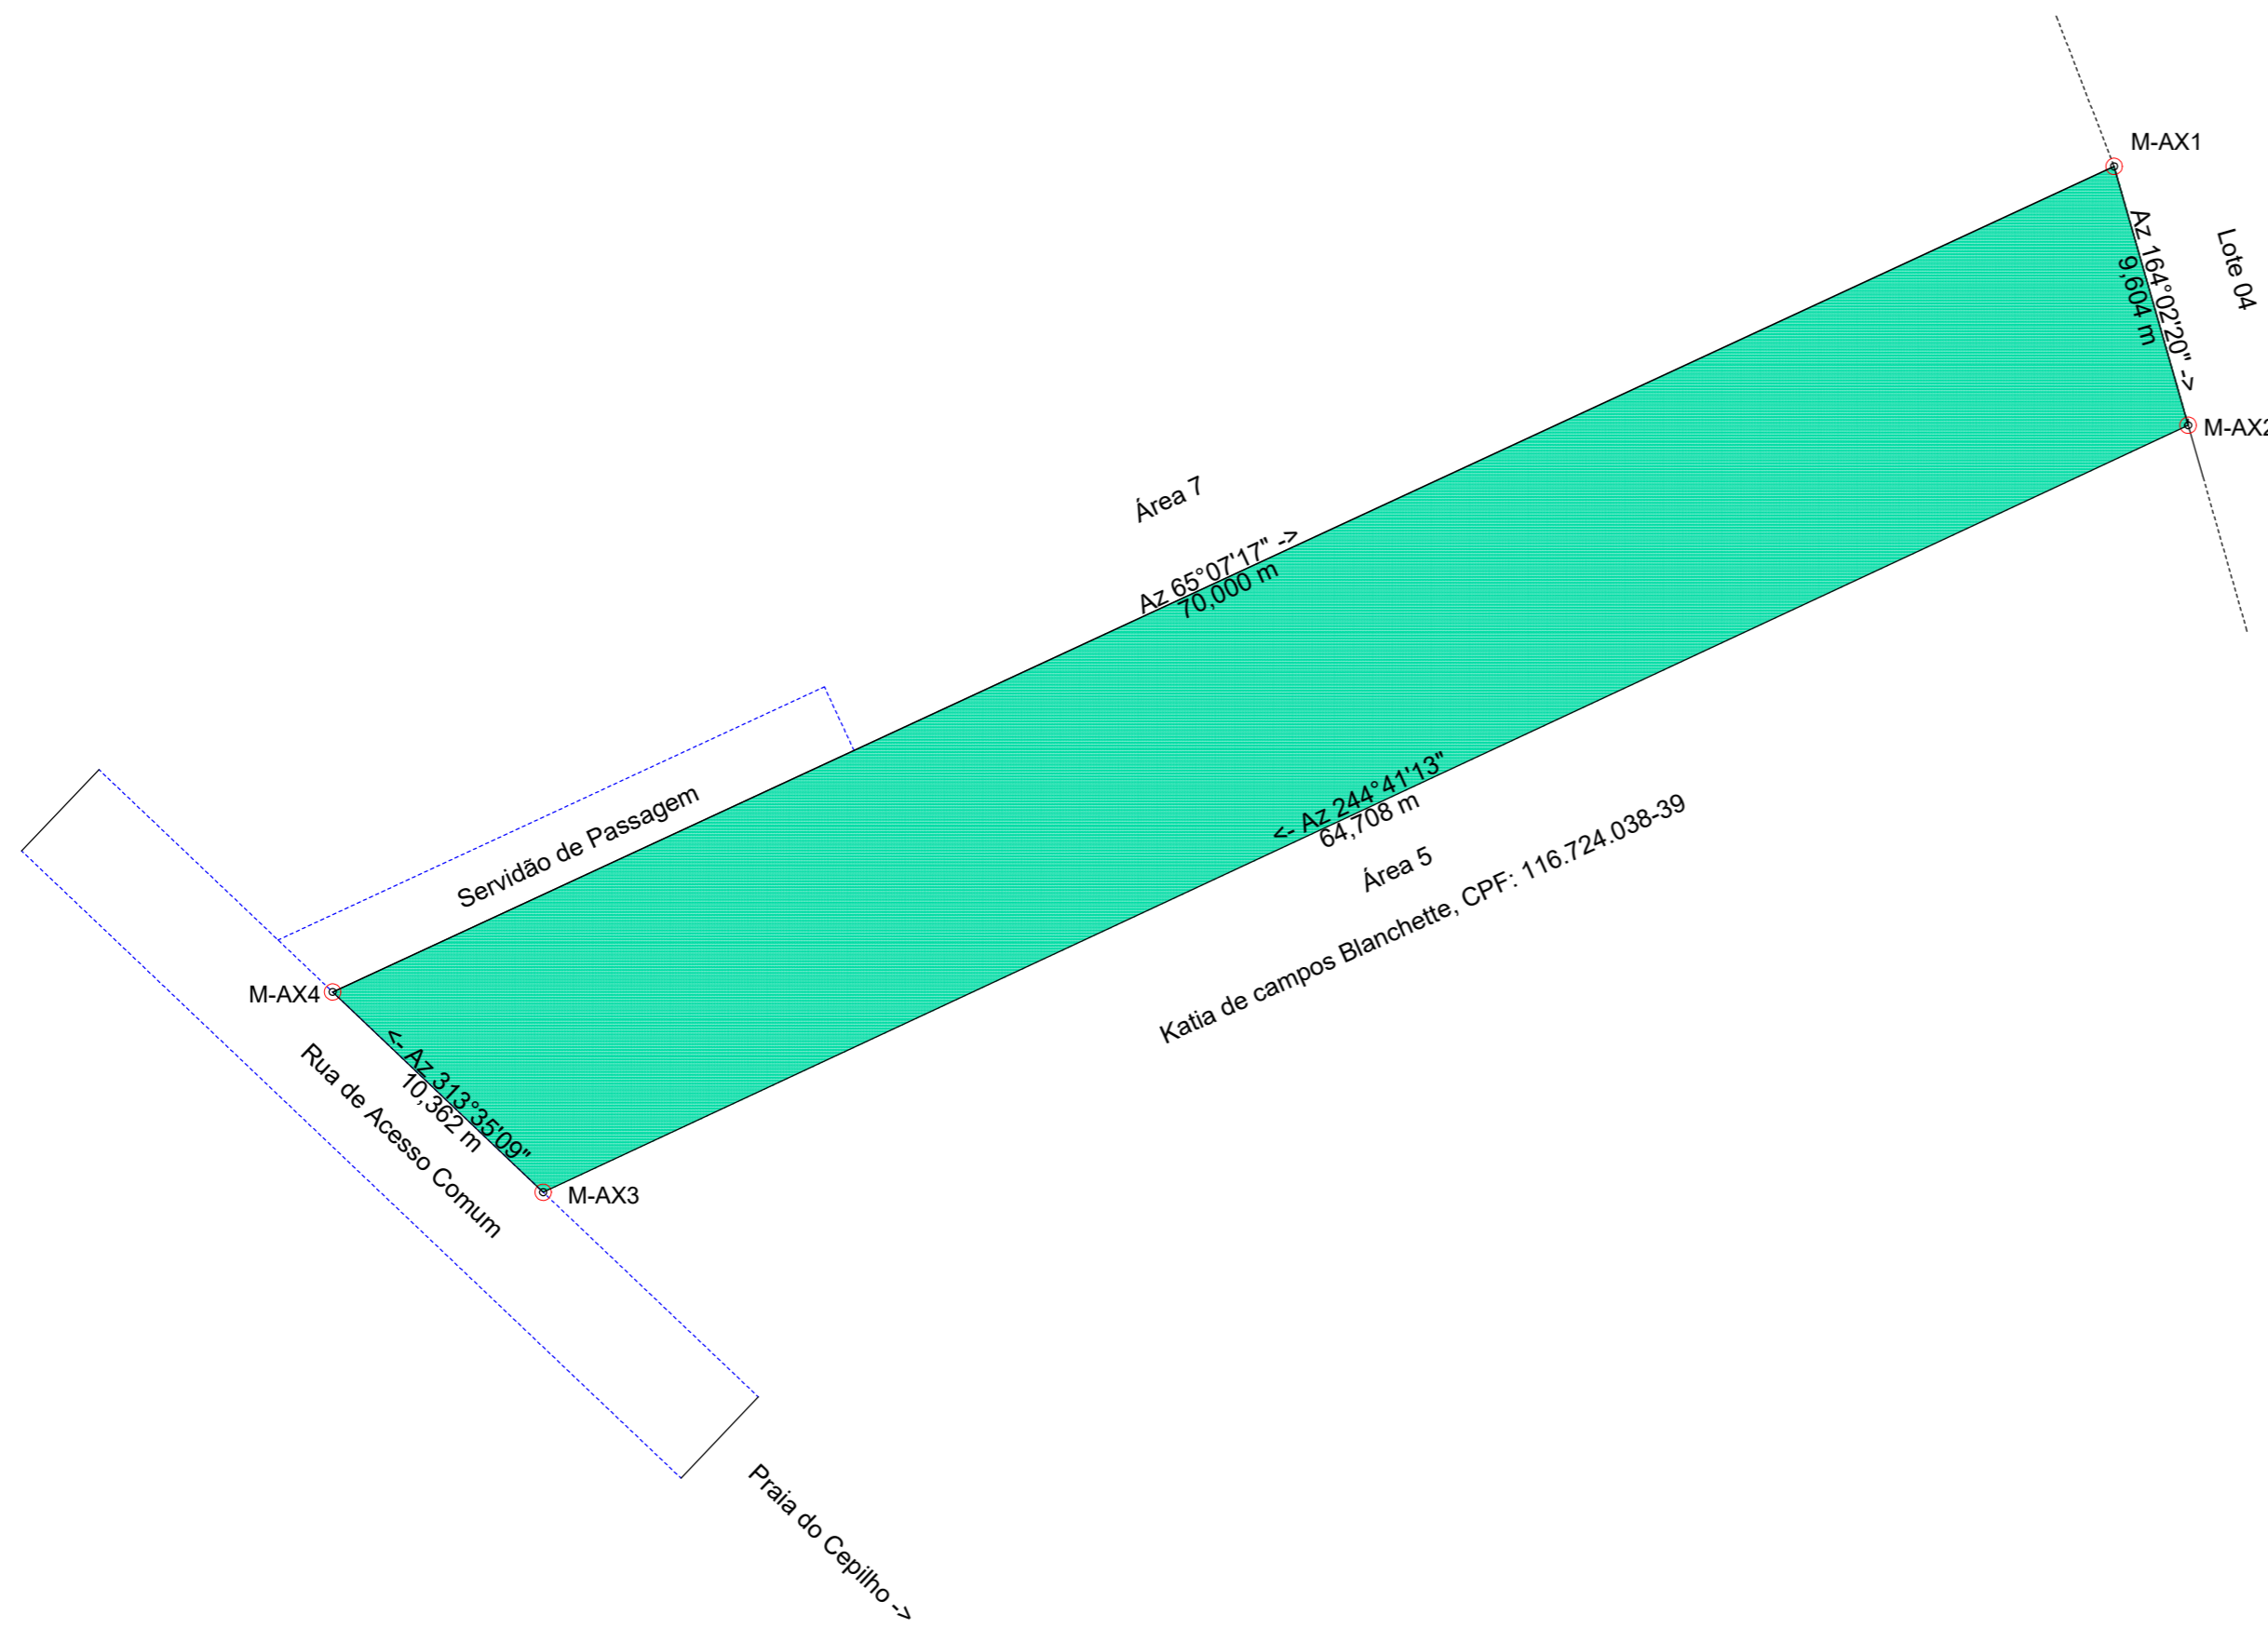 M-AX1
Az 164°02'20" ->
9,604 m
Lote 04
M-AX2
Área 7
Az 65°07'17" ->
70,000 m
<- Az 244°41'13"
64,708 m
Área 5
Katia de campos Blanchette, CPF: 116.724.038-39
Servidão de Passagem
M-AX4
<- Az 313°35'09"
10,362 m
Rua de Acesso Comum
M-AX3
Praia do Cepilho ->